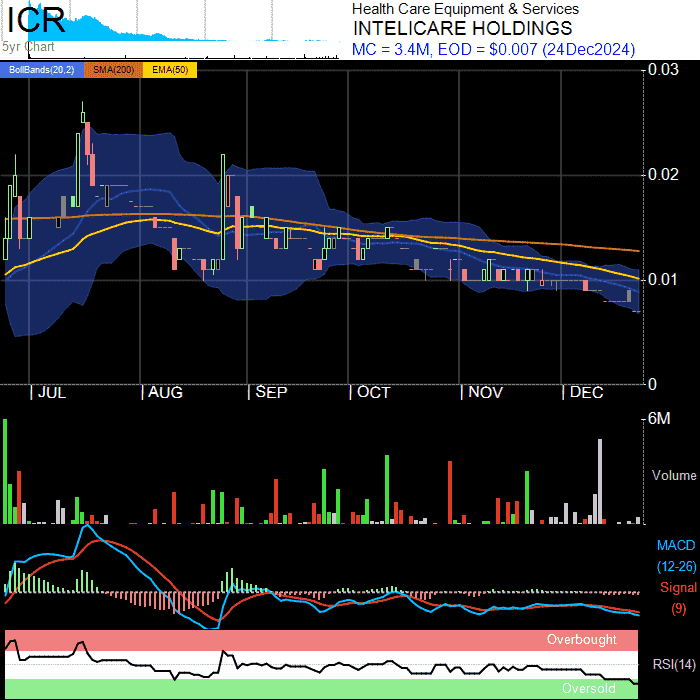 ICR
5yr Chart
Health Care Equipment & Services
INTELICARE HOLDINGS
MC = 3.4M, EOD = $0.007 (24Dec2024)
BollBands(20,2) SMA(200) EMA(50)
0.03
0.02
0.01
0
| JUL | AUG | SEP | OCT | NOV | DEC
6M
Volume
MACD
(12-26)
Signal
(9)
Overbought
RSI(14)
Oversold